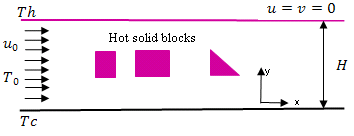 Th
u = v = 0
Hot solid blocks
u₀
H
T₀
y
x
Tc